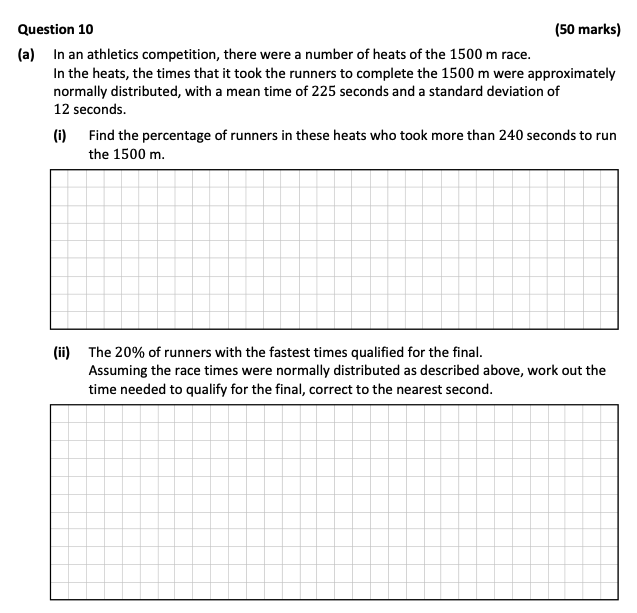 Question 10 (50 marks)
(a) In an athletics competition, there were a number of heats of the 1500 m race.
In the heats, the times that it took the runners to complete the 1500 m were approximately
normally distributed, with a mean time of 225 seconds and a standard deviation of
12 seconds.
(i) Find the percentage of runners in these heats who took more than 240 seconds to run
the 1500 m.
(ii) The 20% of runners with the fastest times qualified for the final.
Assuming the race times were normally distributed as described above, work out the
time needed to qualify for the final, correct to the nearest second.